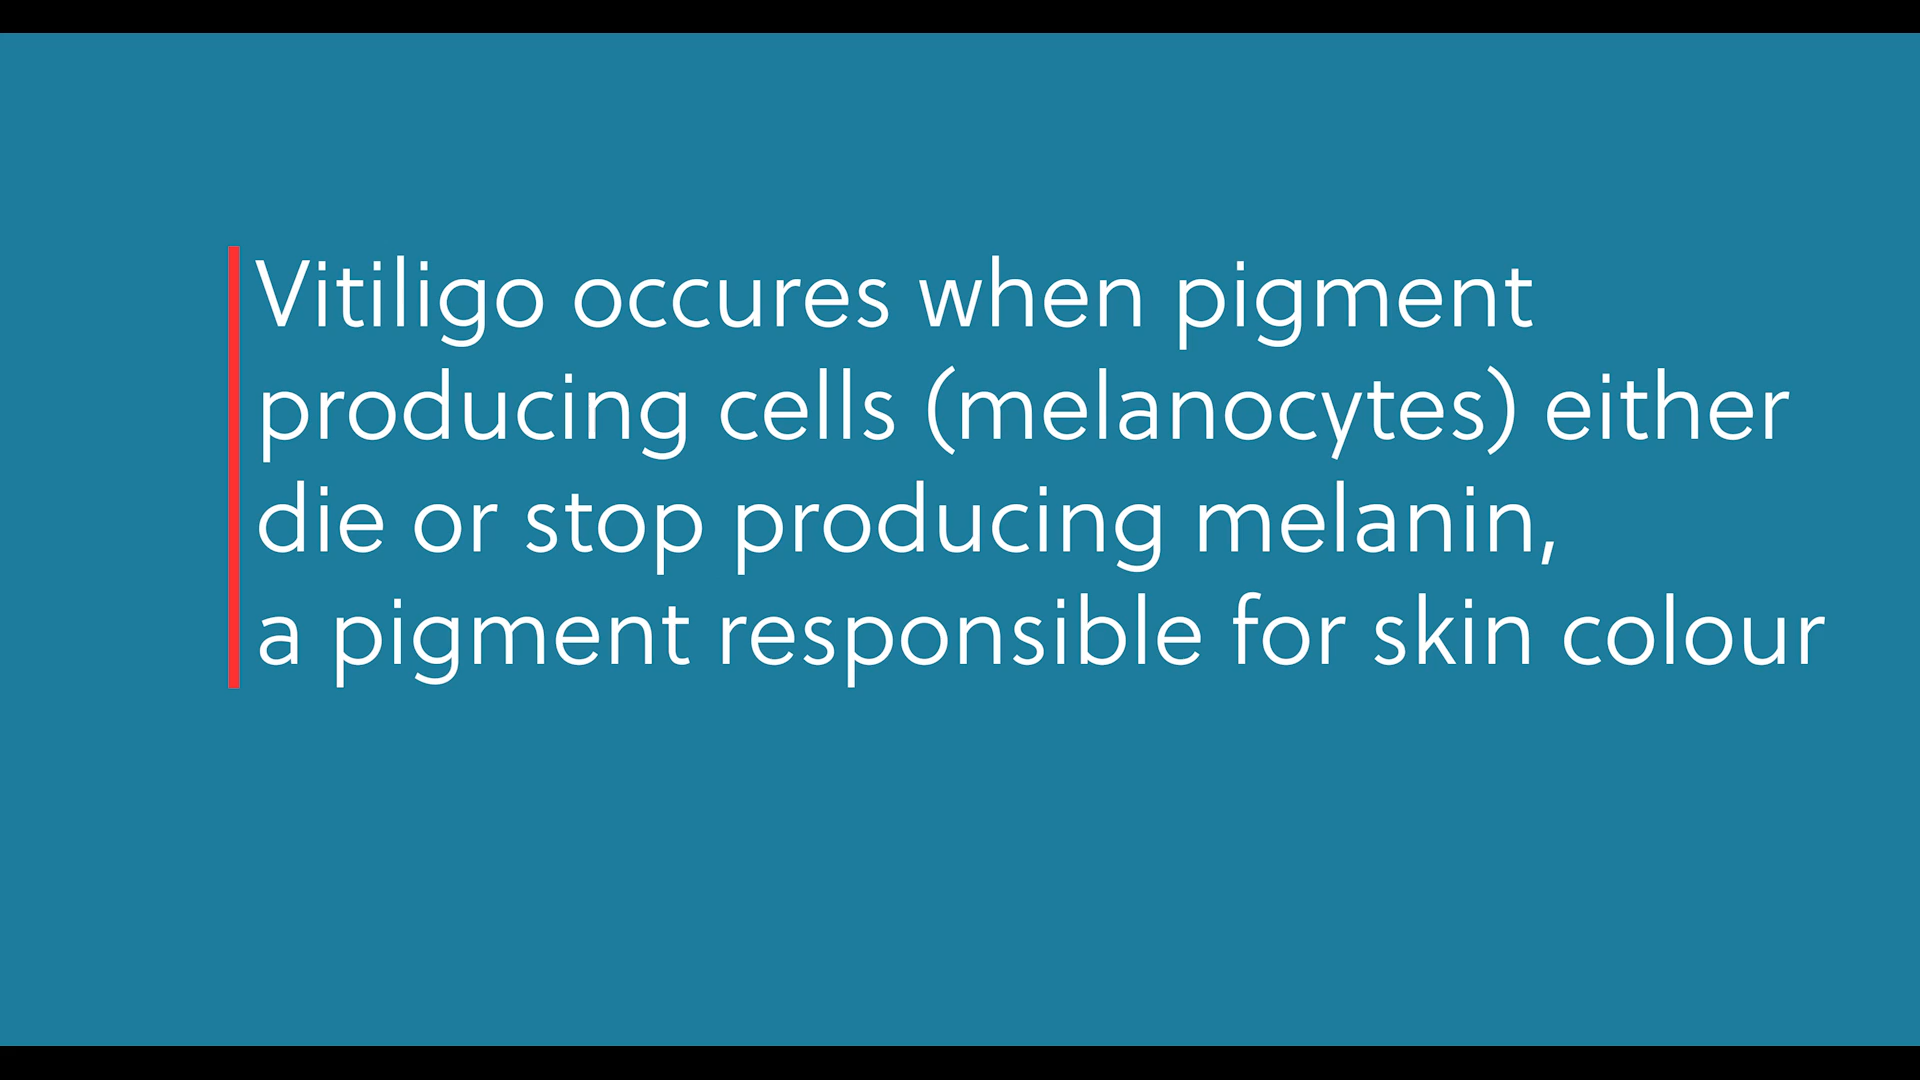 Vitiligo occures when pigment
producing cells (melanocytes) either
die or stop producing melanin,
a pigment responsible for skin colour